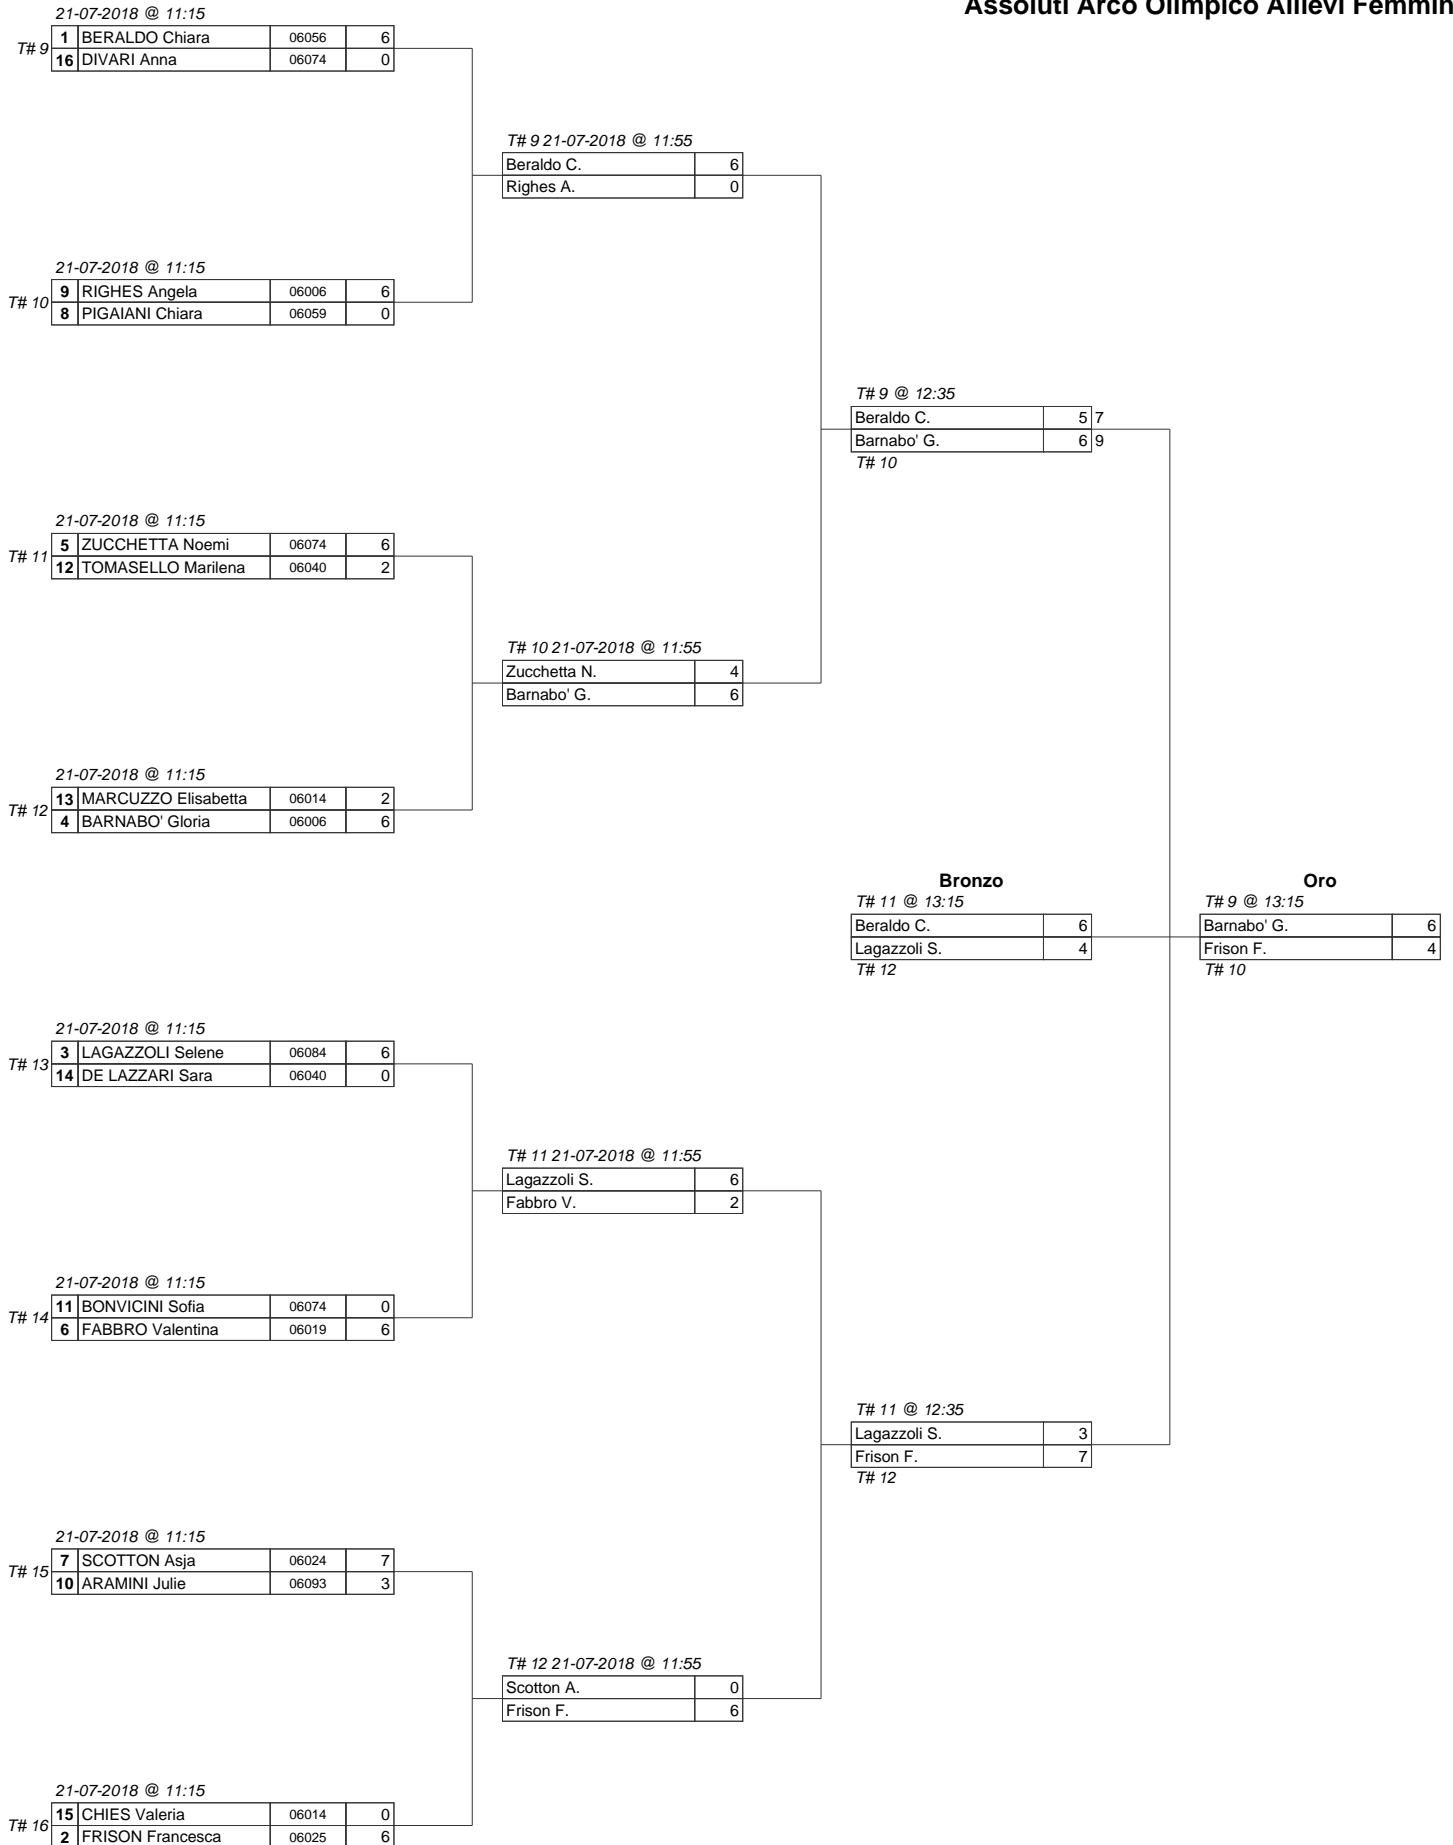 Assoluti Arco Olimpico Allievi Femmin
21-07-2018 @ 11:15
T# 9
1 BERALDO Chiara 06056 6
16 DIVARI Anna 06074 0
T# 9 21-07-2018 @ 11:55
Beraldo C. 6
Righes A. 0
21-07-2018 @ 11:15
T# 10
9 RIGHES Angela 06006 6
8 PIGAIANI Chiara 06059 0
T# 9 @ 12:35
Beraldo C. 5 7
Barnabo' G. 6 9
T# 10
21-07-2018 @ 11:15
T# 11
5 ZUCCHETTA Noemi 06074 6
12 TOMASELLO Marilena 06040 2
T# 10 21-07-2018 @ 11:55
Zucchetta N. 4
Barnabo' G. 6
21-07-2018 @ 11:15
T# 12
13 MARCUZZO Elisabetta 06014 2
4 BARNABO' Gloria 06006 6
Bronzo
T# 11 @ 13:15
Beraldo C. 6
Lagazzoli S. 4
T# 12
Oro
T# 9 @ 13:15
Barnabo' G. 6
Frison F. 4
T# 10
21-07-2018 @ 11:15
T# 13
3 LAGAZZOLI Selene 06084 6
14 DE LAZZARI Sara 06040 0
T# 11 21-07-2018 @ 11:55
Lagazzoli S. 6
Fabbro V. 2
21-07-2018 @ 11:15
T# 14
11 BONVICINI Sofia 06074 0
6 FABBRO Valentina 06019 6
T# 11 @ 12:35
Lagazzoli S. 3
Frison F. 7
T# 12
21-07-2018 @ 11:15
T# 15
7 SCOTTON Asja 06024 7
10 ARAMINI Julie 06093 3
T# 12 21-07-2018 @ 11:55
Scotton A. 0
Frison F. 6
21-07-2018 @ 11:15
T# 16
15 CHIES Valeria 06014 0
2 FRISON Francesca 06025 6